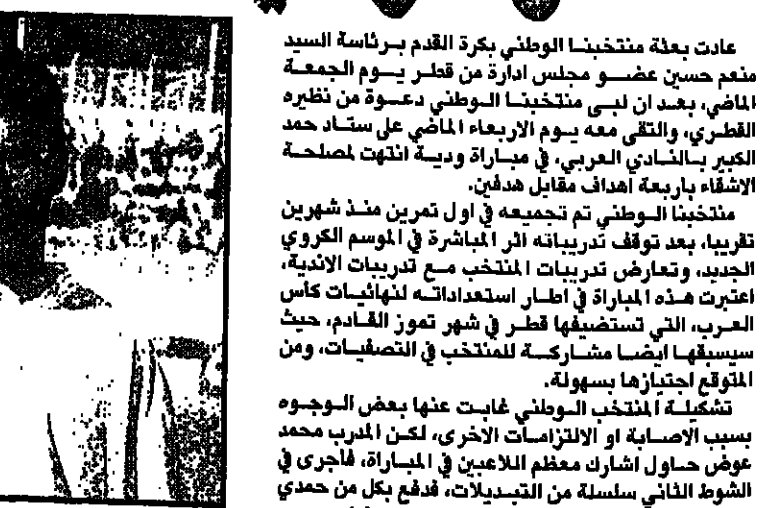 عادت بعثة منتخبنا الوطني بكرة القدم برئاسة السيد
منعم حسين عضو مجلس ادارة من قطر يوم الجمعة
الماضي، بعد ان لبى منتخبنا الوطني دعوة من نظيره
القطري، والتقى معه يوم الاربعاء الماضي على ستاد حمد
الكبير بالنادي العربي، في مباراة ودية انتهت لمصلحة
الاشقاء باربعة اهداف مقابل هدفين.
منتخبنا الوطني تم تجميعه في اول تمرين منذ شهرين
تقريبا، بعد توقف تدريباته اثر المباشرة في الموسم الكروي
الجديد، وتعارض تدريبات المنتخب مع تدريبات الاندية،
اعتبرت هذه المباراة في اطار استعداداته لنهائيات كأس
العرب، التي تستضيفها قطر في شهر تموز القادم، حيث
سيسبقها ايضا مشاركة للمنتخب في التصفيات، ومن
المتوقع اجتيازها بسهولة.
تشكيلة المنتخب الوطني غابت عنها بعض الوجوه
بسبب الاصابة او الالتزامات الاخرى، لكن المدرب محمد
عوض حاول اشارك معظم اللاعبين في المباراة، فاجرى في
الشوط الثاني سلسلة من التبديلات، فدفع بكل من حمدي